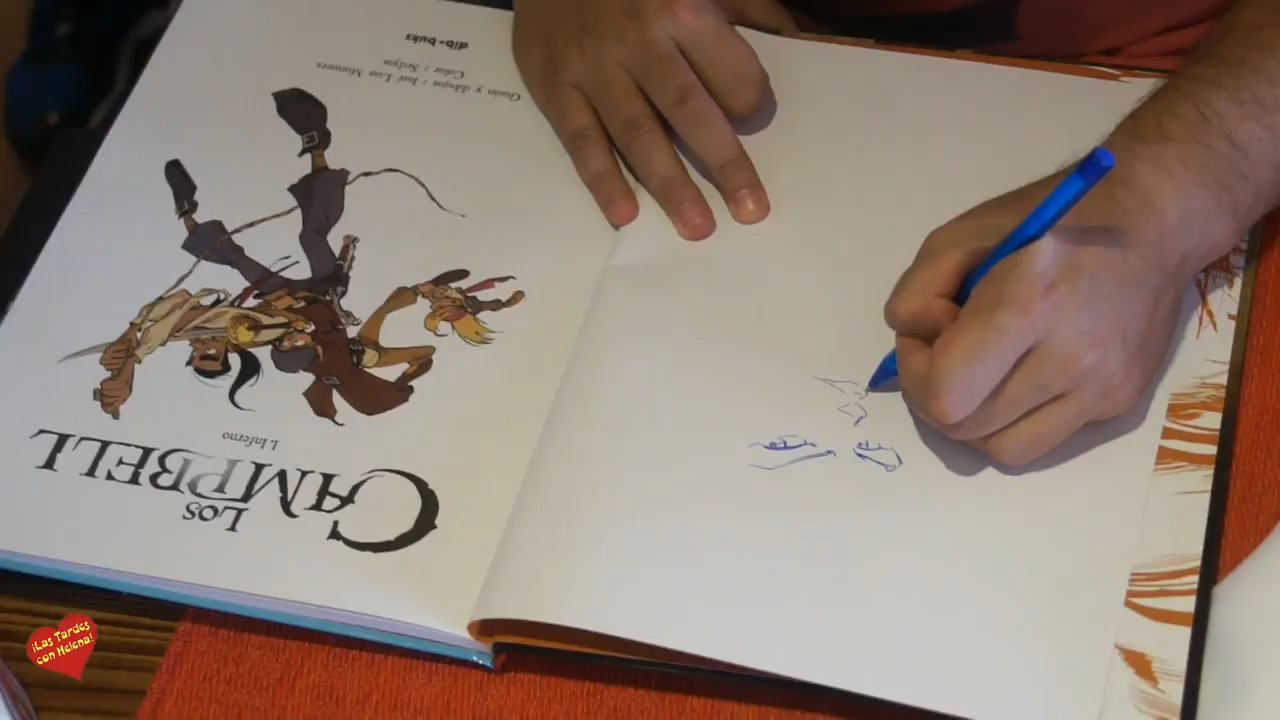 LOS
CAMPBELL
1. Inferno
Guión y dibujos : José Luis Munuera
Color : Sedyas
dib•buks
¡Las Tardes
con Helena!